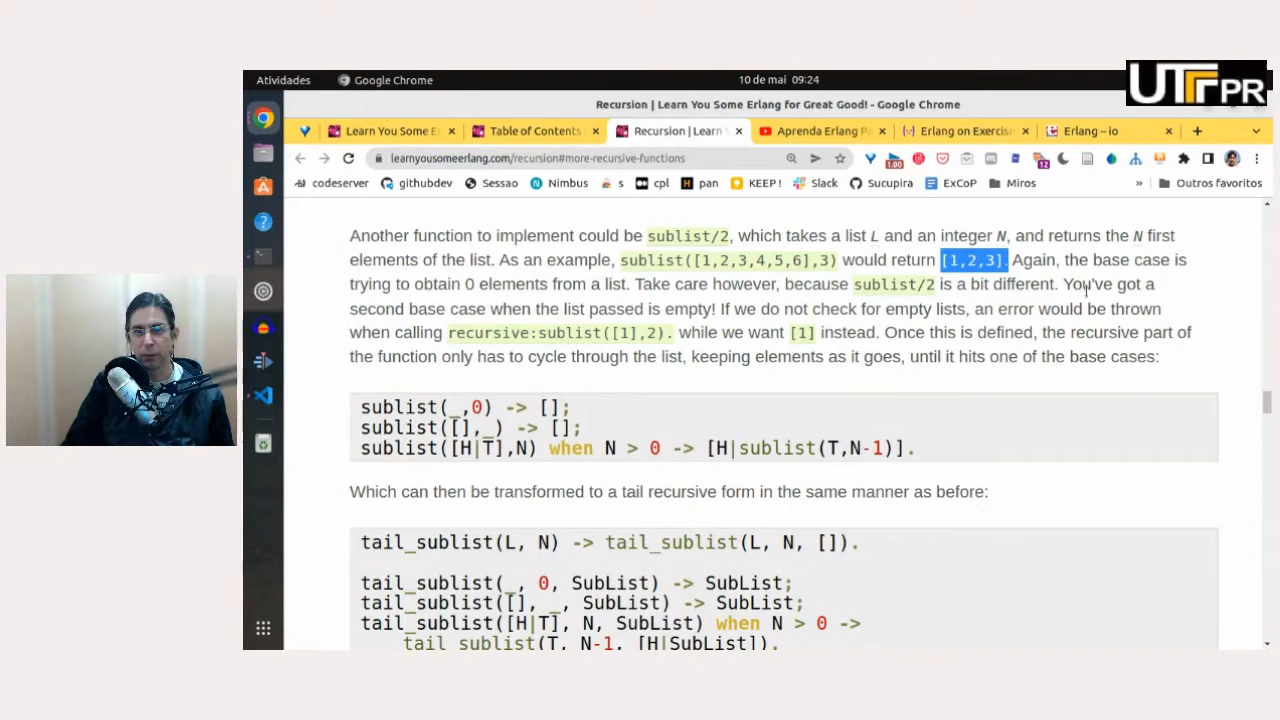 UTFPR
Atividades
Google Chrome
10 de mai 09:24
Recursion | Learn You Some Erlang for Great Good! - Google Chrome
Learn You Some Er
Table of Contents
Recursion | Learn Y
Aprenda Erlang P
Erlang on Exercis
Erlang – io
learnyousomeerlang.com/recursion#more-recursive-functions
1.00
12
codeserver
githubdev
Sessao
Nimbus
s
cpl
pan
KEEP !
Slack
Sucupira
ExCoP
Miros
»
Outros favoritos
Another function to implement could be sublist/2, which takes a list L and an integer N, and returns the N first
elements of the list. As an example, sublist([1,2,3,4,5,6],3) would return [1,2,3]. Again, the base case is
trying to obtain 0 elements from a list. Take care however, because sublist/2 is a bit different. You've got a
second base case when the list passed is empty! If we do not check for empty lists, an error would be thrown
when calling recursive:sublist([1],2). while we want [1] instead. Once this is defined, the recursive part of
the function only has to cycle through the list, keeping elements as it goes, until it hits one of the base cases:
sublist(_,0) -> [];
sublist([],_) -> [];
sublist([H|T],N) when N > 0 -> [H|sublist(T,N-1)].
Which can then be transformed to a tail recursive form in the same manner as before:
tail_sublist(L, N) -> tail_sublist(L, N, []).
tail_sublist(_, 0, SubList) -> SubList;
tail_sublist([], _, SubList) -> SubList;
tail_sublist([H|T], N, SubList) when N > 0 ->
tail_sublist(T, N-1, [H|SubList]).